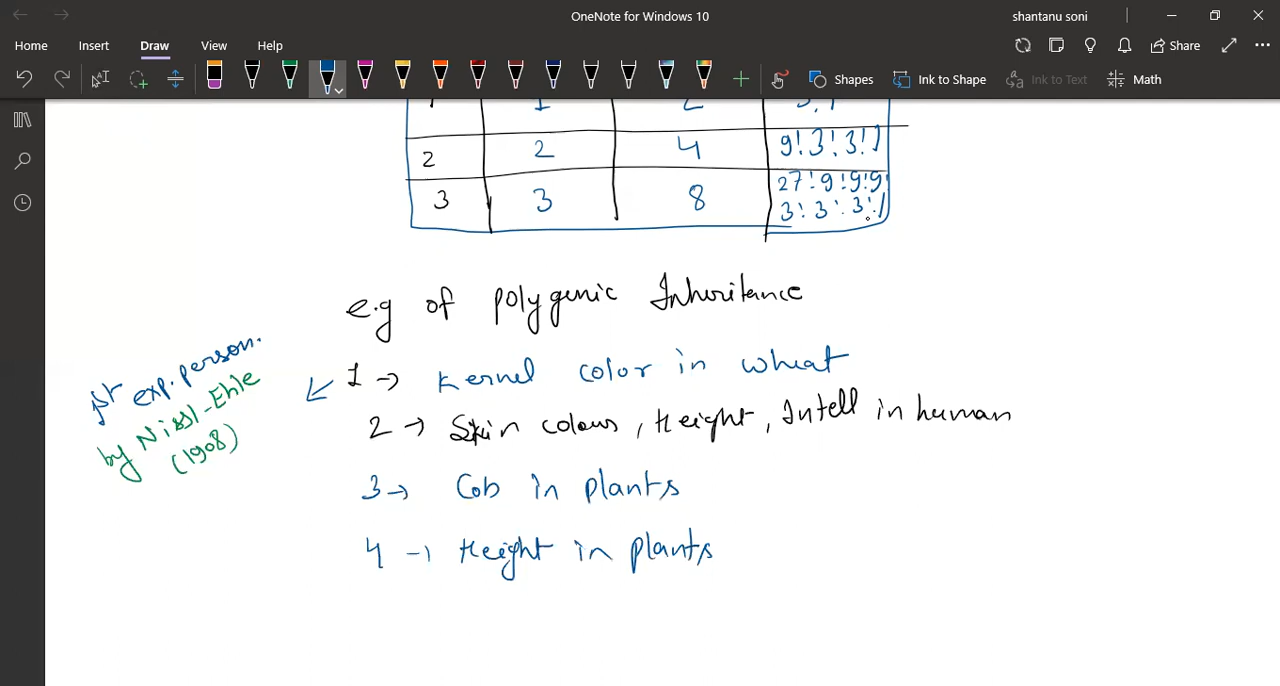 OneNote for Windows 10
shantanu soni
Home Insert Draw View Help
Share
Shapes Ink to Shape Ink to Text Math
1 2
2 2 4 9:3:3:1
3 3 8 27:9:9:9:
3:3:3:1
e.g of polygenic Inheritance
1st exp. person.
by Nissl-Ehle
(1908)
1 → Kernel color in wheat
2 → Skin colour, Height, Intell in human
3 → Cob in plants
4 → Height in plants